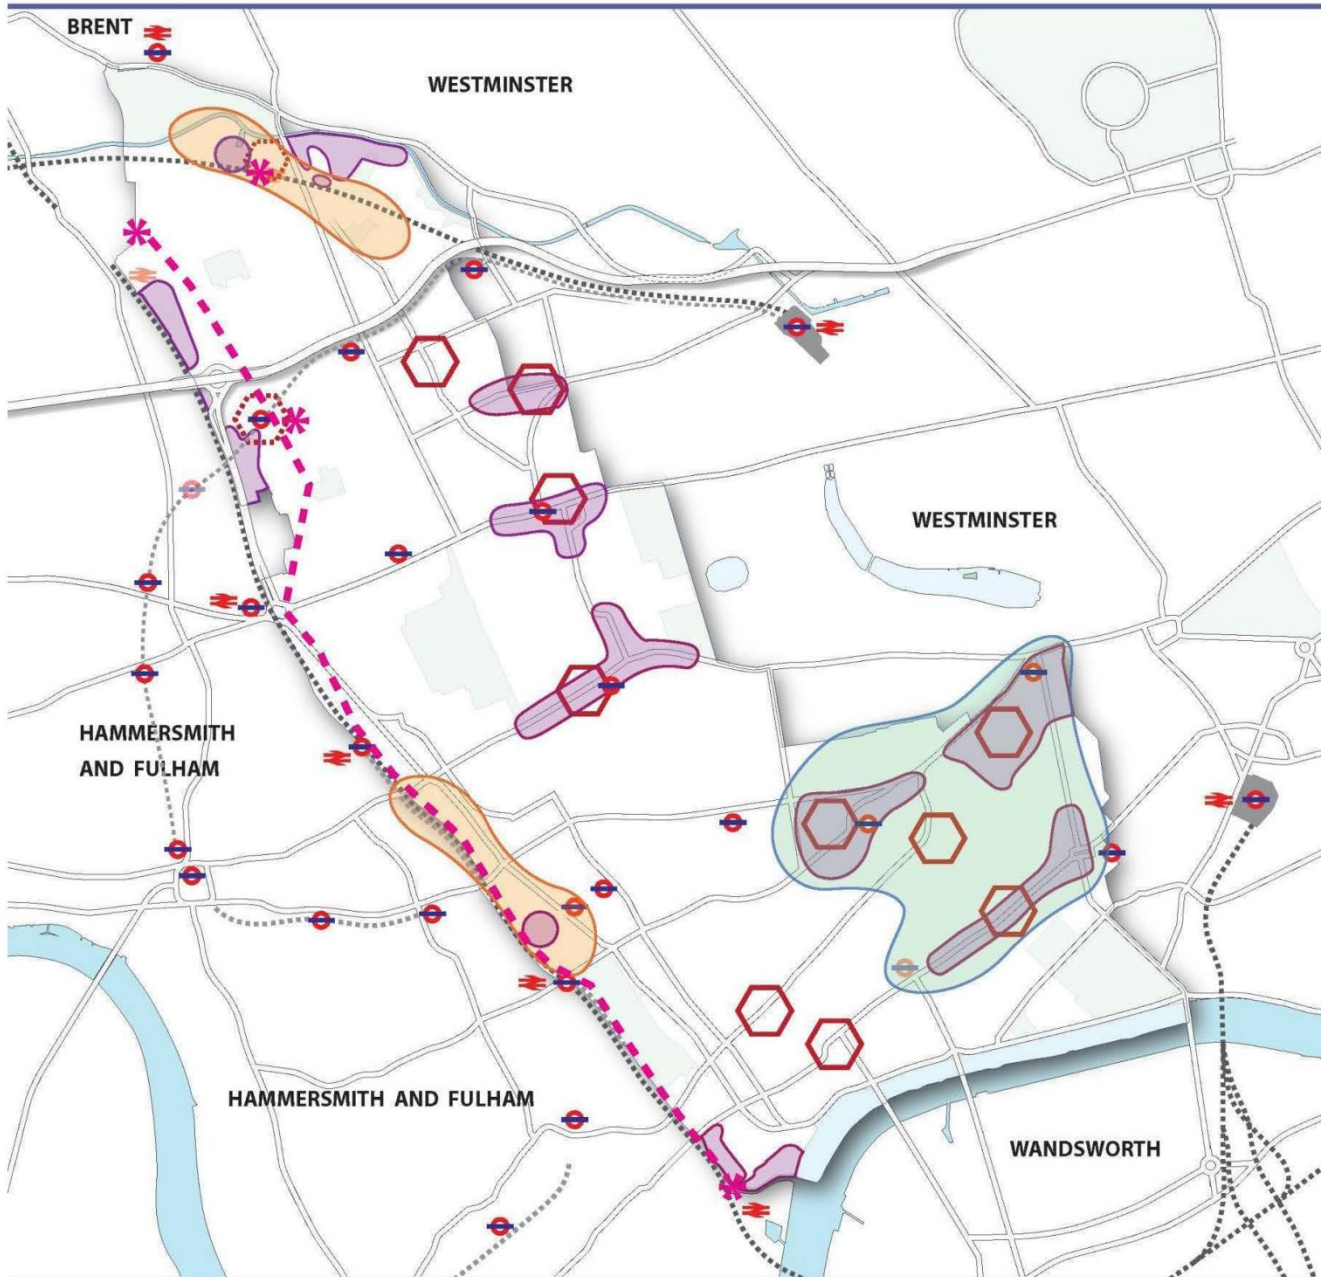 BRENT
WESTMINSTER
WESTMINSTER
HAMMERSMITH
AND FULHAM
HAMMERSMITH AND FULHAM
WANDSWORTH